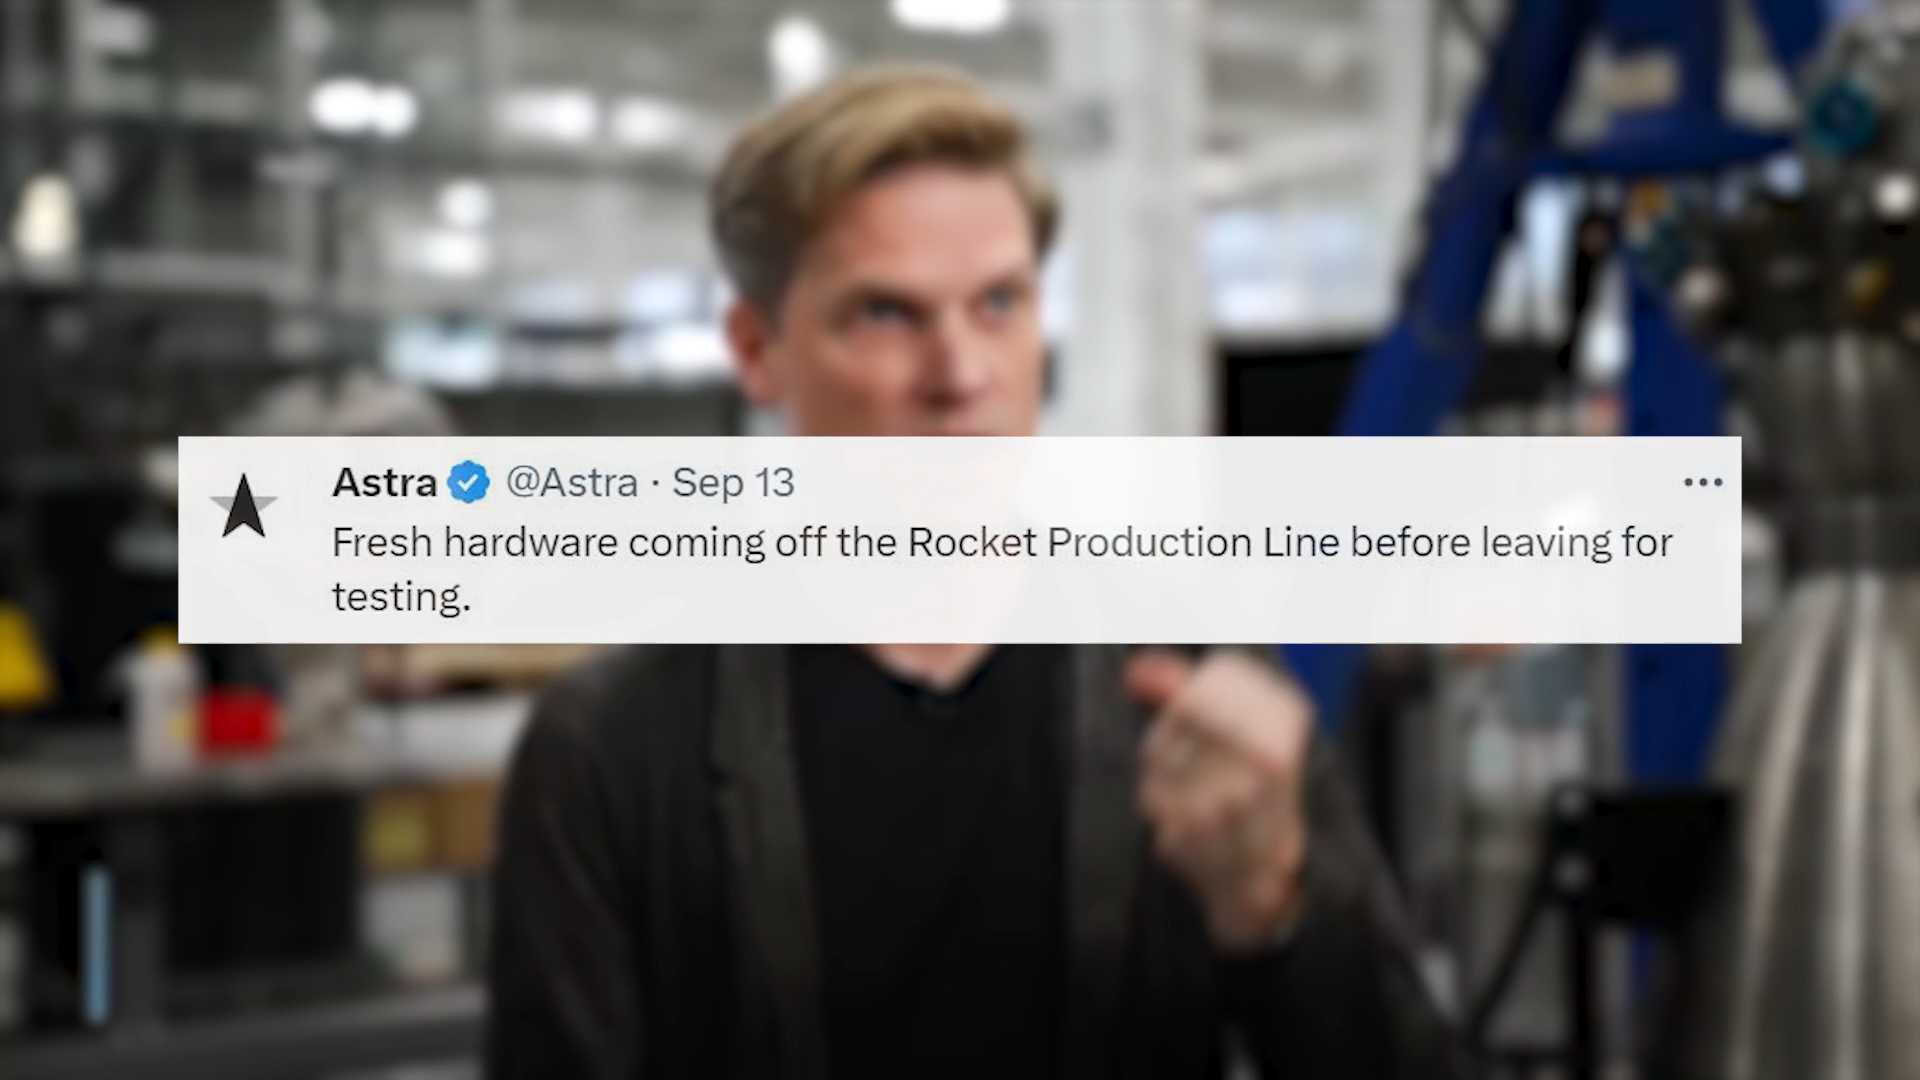 Astra @Astra · Sep 13
Fresh hardware coming off the Rocket Production Line before leaving for
testing.